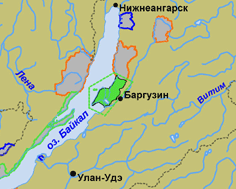 Нижнеангарск
Лена
Баргузин
Витим
оз. Байкал
Улан-Удэ